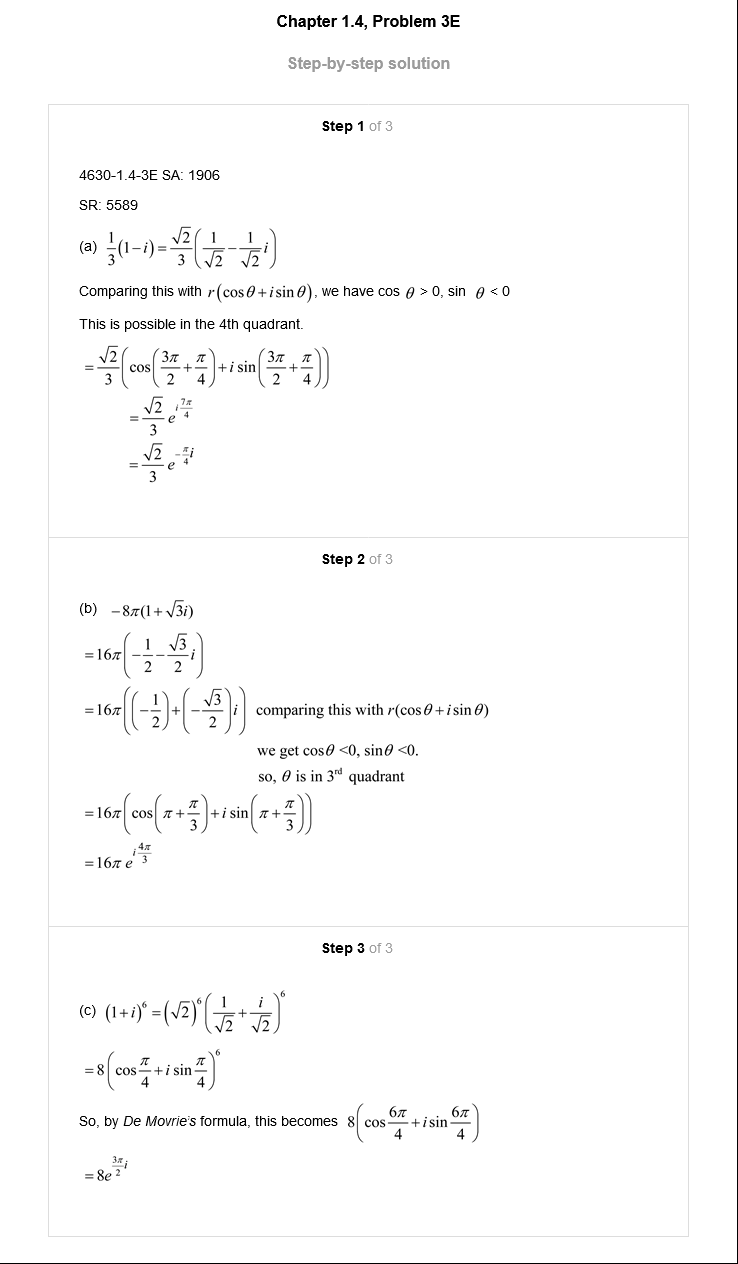 Chapter 1.4, Problem 3E
Step-by-step solution
Step 1 of 3
4630-1.4-3E SA: 1906
SR: 5589
(a) $\frac{1}{3}(1-i)=\frac{\sqrt{2}}{3}\left(\frac{1}{\sqrt{2}}-\frac{1}{\sqrt{2}}i\right)$
Comparing this with $r(\cos\theta+i\sin\theta)$, we have cos θ > 0, sin θ < 0
This is possible in the 4th quadrant.
$=\frac{\sqrt{2}}{3}\left(\cos\left(\frac{3\pi}{2}+\frac{\pi}{4}\right)+i\sin\left(\frac{3\pi}{2}+\frac{\pi}{4}\right)\right)$
$=\frac{\sqrt{2}}{3}e^{i\frac{7\pi}{4}}$
$=\frac{\sqrt{2}}{3}e^{-\frac{\pi}{4}i}$
Step 2 of 3
(b) $-8\pi(1+\sqrt{3}i)$
$=16\pi\left(-\frac{1}{2}-\frac{\sqrt{3}}{2}i\right)$
$=16\pi\left(\left(-\frac{1}{2}\right)+\left(-\frac{\sqrt{3}}{2}\right)i\right)$ comparing this with $r(\cos\theta+i\sin\theta)$
we get cosθ <0, sinθ <0.
so, θ is in 3rd quadrant
$=16\pi\left(\cos\left(\pi+\frac{\pi}{3}\right)+i\sin\left(\pi+\frac{\pi}{3}\right)\right)$
$=16\pi e^{i\frac{4\pi}{3}}$
Step 3 of 3
(c) $(1+i)^6=(\sqrt{2})^6\left(\frac{1}{\sqrt{2}}+\frac{i}{\sqrt{2}}\right)^6$
$=8\left(\cos\frac{\pi}{4}+i\sin\frac{\pi}{4}\right)^6$
So, by De Movrie's formula, this becomes $8\left(\cos\frac{6\pi}{4}+i\sin\frac{6\pi}{4}\right)$
$=8e^{\frac{3\pi}{2}i}$